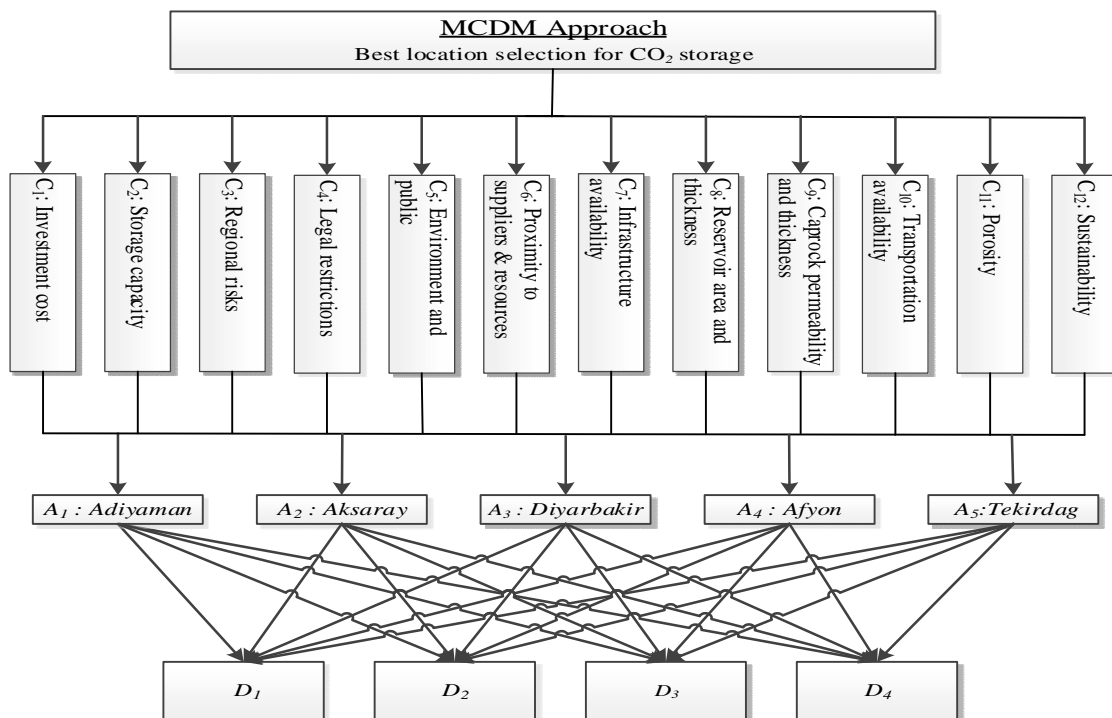 MCDM Approach
Best location selection for CO₂ storage
C₁: Investment
cost
C₂: Storage capacity
C₃: Regional risks
C₄: Legal restrictions
C₅: Environment and
public
C₆: Proximity to
suppliers & resources
C₇: Infrastructure
availability
C₈: Reservoir area and
thickness
C₉: Caprock permeability
and thickness
C₁₀: Transportation
availability
C₁₁: Porosity
C₁₂: Sustainability
A₁ : Adiyaman
A₂ : Aksaray
A₃ : Diyarbakir
A₄ : Afyon
A₅:Tekirdag
D₁
D₂
D₃
D₄